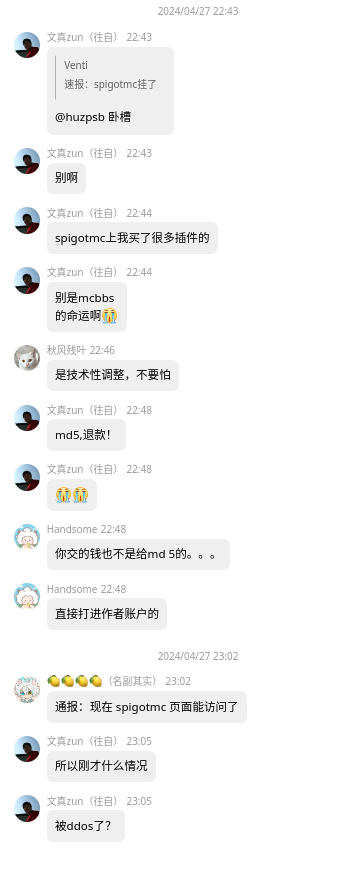 2024/04/27 22:43
文真zun（往自） 22:43
Venti
速报：spigotmc挂了
@huzpsb 卧槽
文真zun（往自） 22:43
别啊
文真zun（往自） 22:44
spigotmc上我买了很多插件的
文真zun（往自） 22:44
别是mcbbs
的命运啊😭
秋风残叶 22:46
是技术性调整，不要怕
文真zun（往自） 22:48
md5,退款！
文真zun（往自） 22:48
😭😭
Handsome 22:48
你交的钱也不是给md 5的。。。
Handsome 22:48
直接打进作者账户的
2024/04/27 23:02
🍋🍋🍋🍋（名副其实） 23:02
通报：现在 spigotmc 页面能访问了
文真zun（往自） 23:05
所以刚才什么情况
文真zun（往自） 23:05
被ddos了？